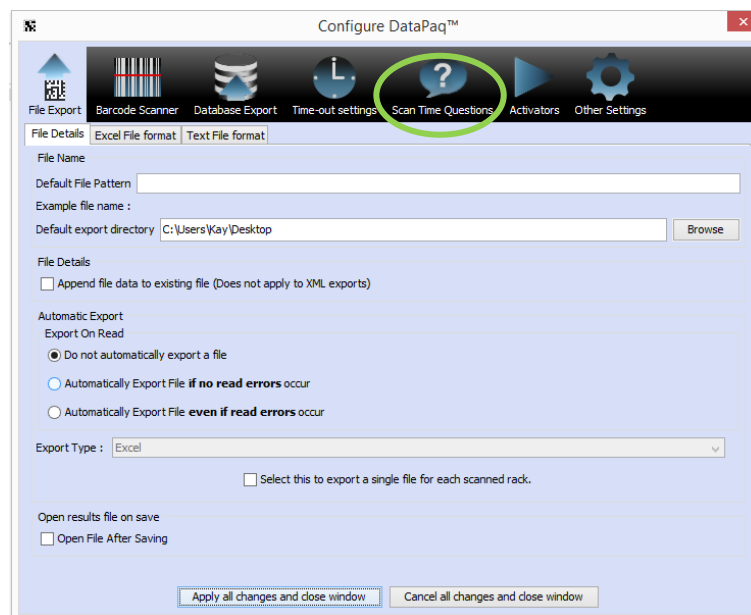 Configure DataPaq™
File Export Barcode Scanner Database Export Time-out settings Scan Time Questions Activators Other Settings
File Details Excel File format Text File format
File Name
Default File Pattern
Example file name :
Default export directory C:\Users\Kay\Desktop Browse
File Details
Append file data to existing file (Does not apply to XML exports)
Automatic Export
Export On Read
Do not automatically export a file
Automatically Export File if no read errors occur
Automatically Export File even if read errors occur
Export Type : Excel
Select this to export a single file for each scanned rack.
Open results file on save
Open File After Saving
Apply all changes and close window Cancel all changes and close window